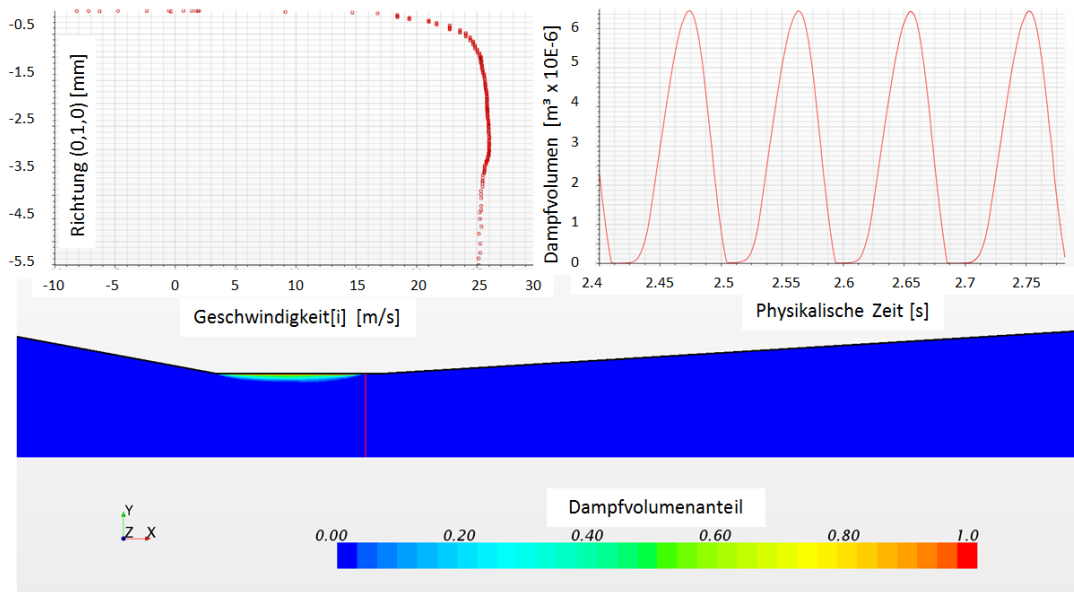 Richtung (0,1,0) [mm]
-0.5
-1.5
-2.5
-3.5
-4.5
-5.5
-10 -5 0 5 10 15 20 25 30
Geschwindigkeit[i] [m/s]
Dampfvolumen [m³ x 10E-6]
6
5
4
3
2
1
0
2.4 2.45 2.5 2.55 2.6 2.65 2.7 2.75
Physikalische Zeit [s]
Y
Z X
Dampfvolumenanteil
0.00 0.20 0.40 0.60 0.80 1.0